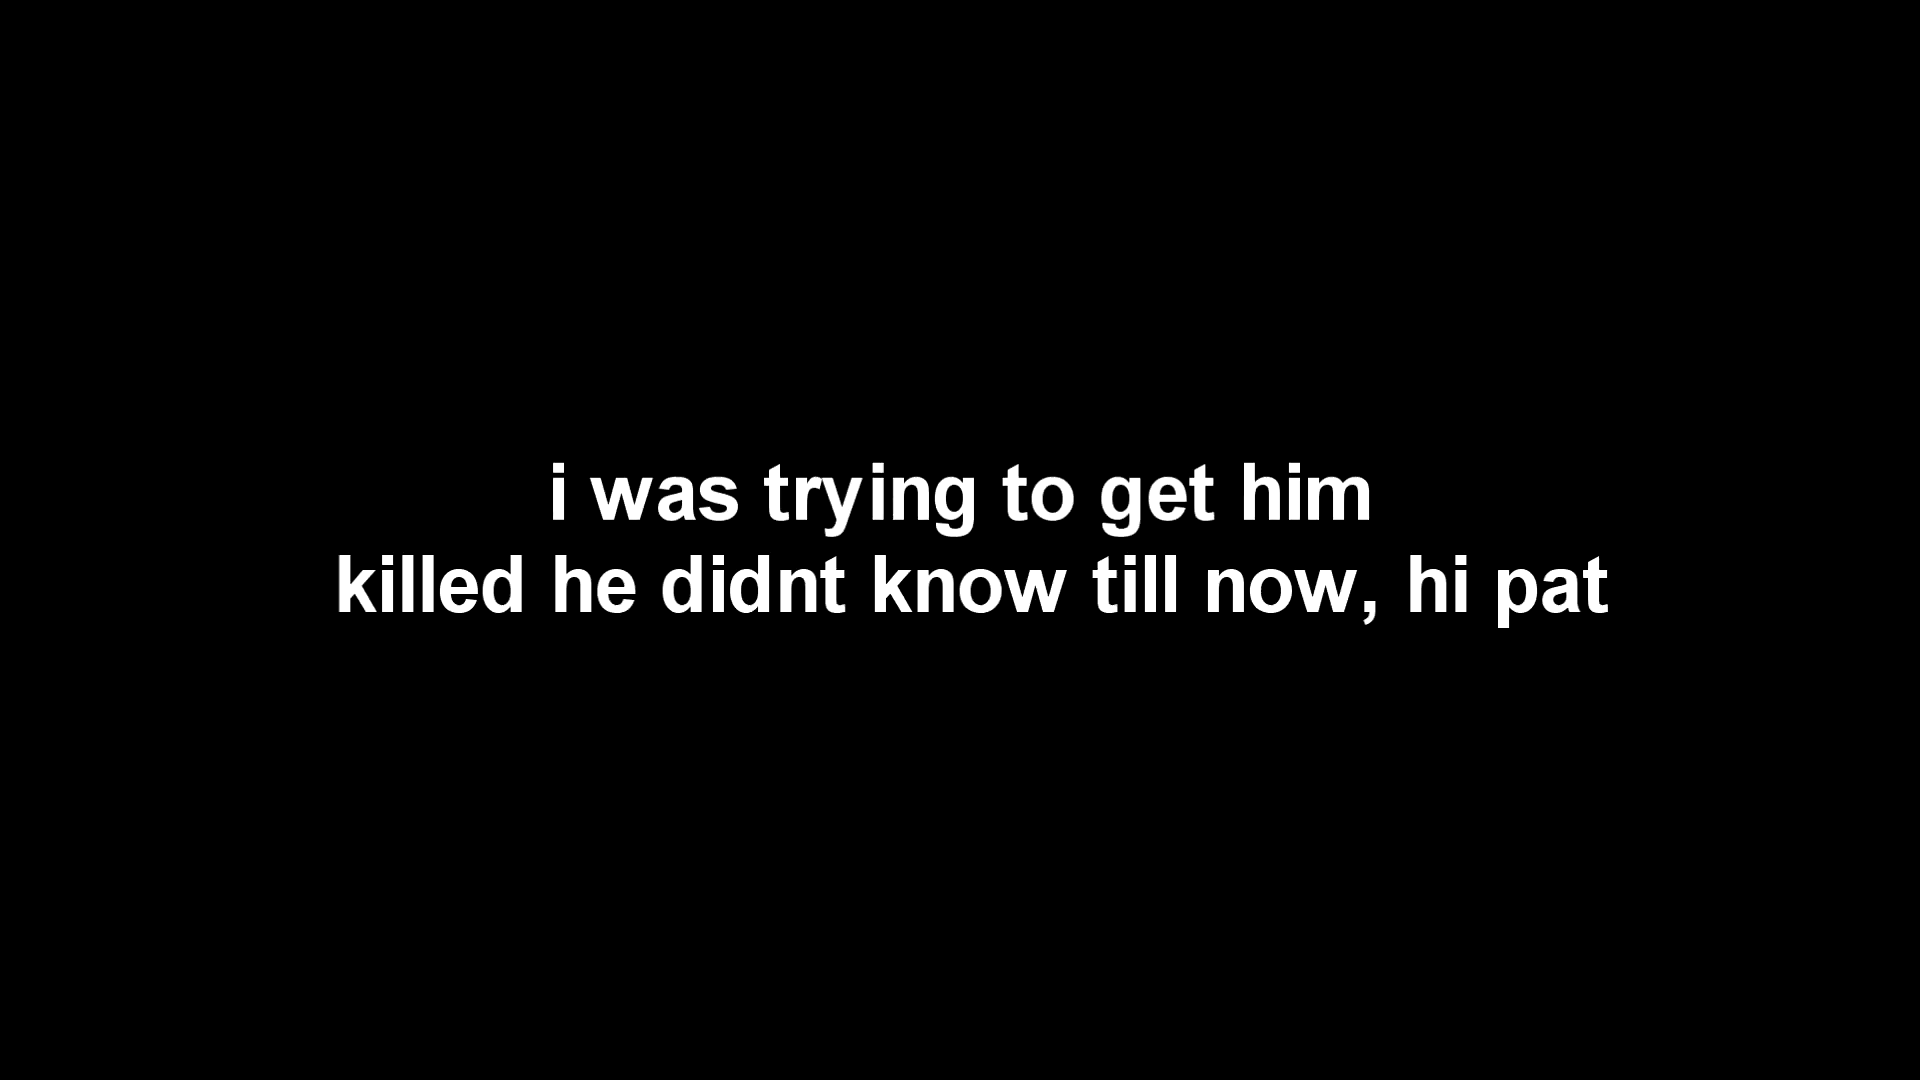 i was trying to get him
killed he didnt know till now, hi pat